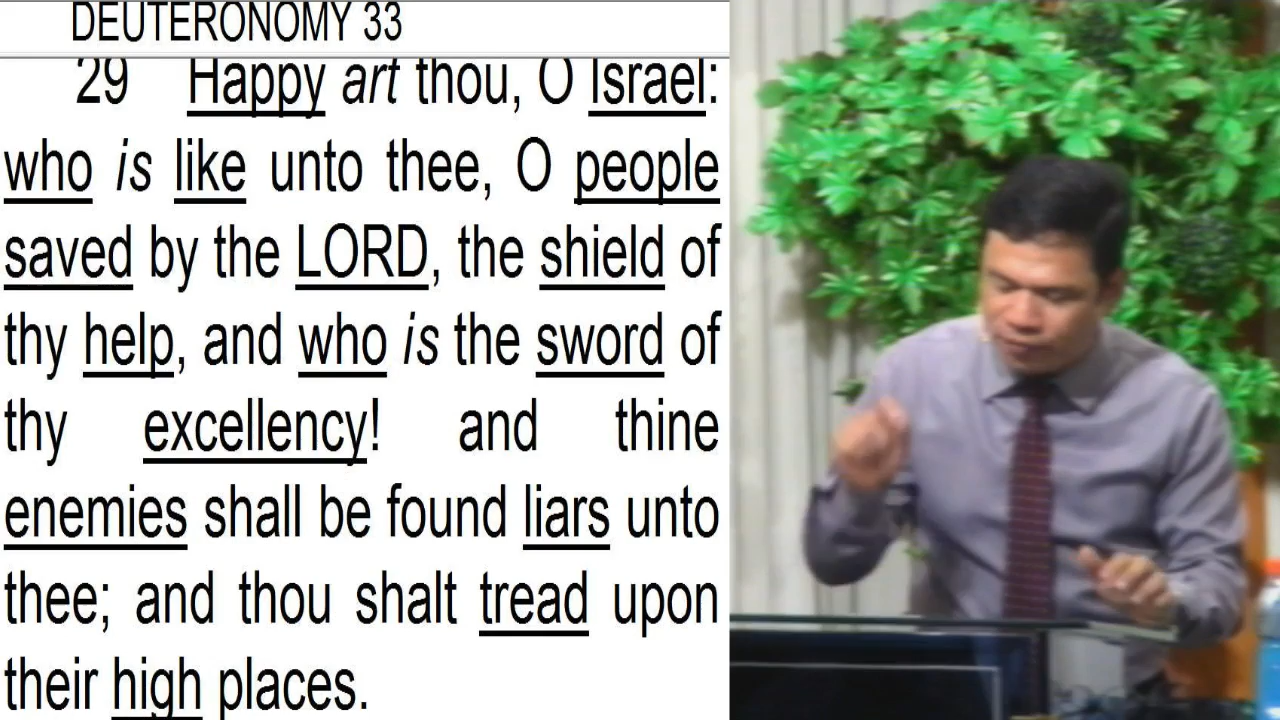 DEUTERONOMY 33
29 Happy art thou, O Israel:
who is like unto thee, O people
saved by the LORD, the shield of
thy help, and who is the sword of
thy excellency! and thine
enemies shall be found liars unto
thee; and thou shalt tread upon
their high places.